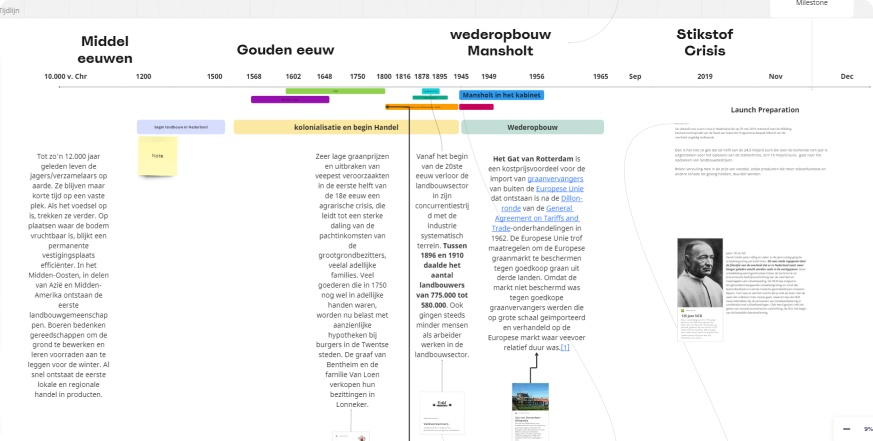 Tijdlijn
Milestone
Middel
eeuwen
Gouden eeuw
wederopbouw
Mansholt
Stikstof
Crisis
10.000 v. Chr
1200
1500
1568
1602
1648
1750
1800
1816
1878
1895
1945
1949
1956
1965
Sep
2019
Nov
Dec
Mansholt in het kabinet
Launch Preparation
begin landbouw in Nederland
kolonialisatie en begin Handel
Wederopbouw
Note
Tot zo'n 12.000 jaar
geleden leven de
jagers/verzamelaars op
aarde. Ze blijven maar
korte tijd op een vaste
plek. Als het voedsel op
is, trekken ze verder. Op
plaatsen waar de bodem
vruchtbaar is, blijkt een
permanente
vestigingsplaats
efficiënter. In het
Midden-Oosten, in delen
van Azië en Midden-
Amerika ontstaan de
eerste
landbouwgemeenschap
pen. Boeren bedenken
gereedschappen om de
grond te bewerken en
leren voorraden aan te
leggen voor de winter. Al
snel ontstaat de eerste
lokale en regionale
handel in producten.
Zeer lage graanprijzen
en uitbraken van
veepest veroorzaakten
in de eerste helft van
de 18e eeuw een
agrarische crisis, die
leidt tot een sterke
daling van de
pachtinkomsten van
de
grootgrondbezitters,
veelal adellijke
families. Veel
goederen die in 1750
nog wel in adellijke
handen waren,
worden nu belast met
aanzienlijke
hypotheken bij
burgers in de Twentse
steden. De graaf van
Bentheim en de
familie Van Loen
verkopen hun
bezittingen in
Lonneker.
Vanaf het begin
van de 20ste
eeuw verloor de
landbouwsector
in zijn
concurrentiestrij
d met de
industrie
systematisch
terrein. Tussen
1896 en 1910
daalde het
aantal
landbouwers
van 775.000 tot
580.000. Ook
gingen steeds
minder mensen
als arbeider
werken in de
landbouwsector.
Het Gat van Rotterdam is
een kostprijsvoordeel voor de
import van graanvervangers
van buiten de Europese Unie
dat ontstaan is na de Dillon-
ronde van de General
Agreement on Tariffs and
Trade-onderhandelingen in
1962. De Europese Unie trof
maatregelen om de Europese
graanmarkt te beschermen
tegen goedkoop graan uit
derde landen. Omdat de
markt niet beschermd was
tegen goedkope
graanvervangers werden die
op grote schaal geïmporteerd
en verhandeld op de
Europese markt waar veevoer
relatief duur was.[1]
9%